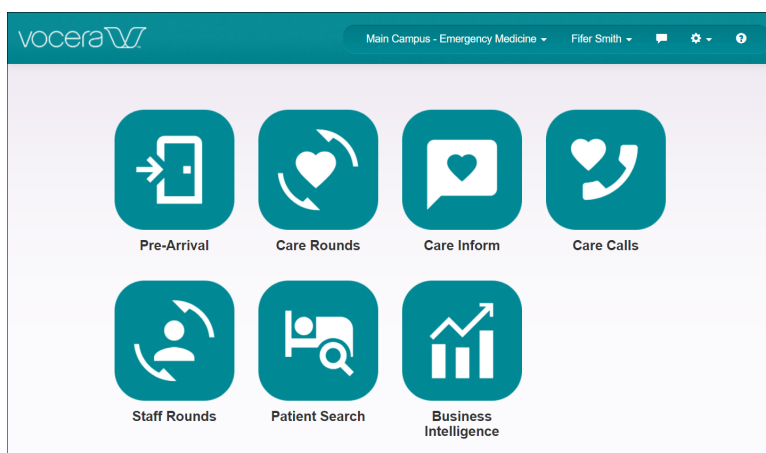 vocera
Main Campus - Emergency Medicine
Fifer Smith
?
Pre-Arrival
Care Rounds
Care Inform
Care Calls
Staff Rounds
Patient Search
Business
Intelligence